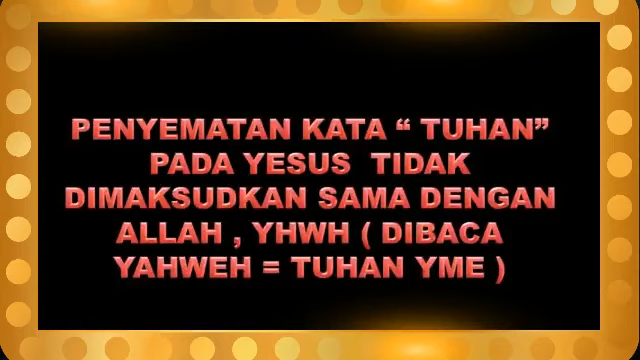 PENYEMATAN KATA “ TUHAN”
PADA YESUS  TIDAK
DIMAKSUDKAN SAMA DENGAN
ALLAH , YHWH ( DIBACA
YAHWEH = TUHAN YME )